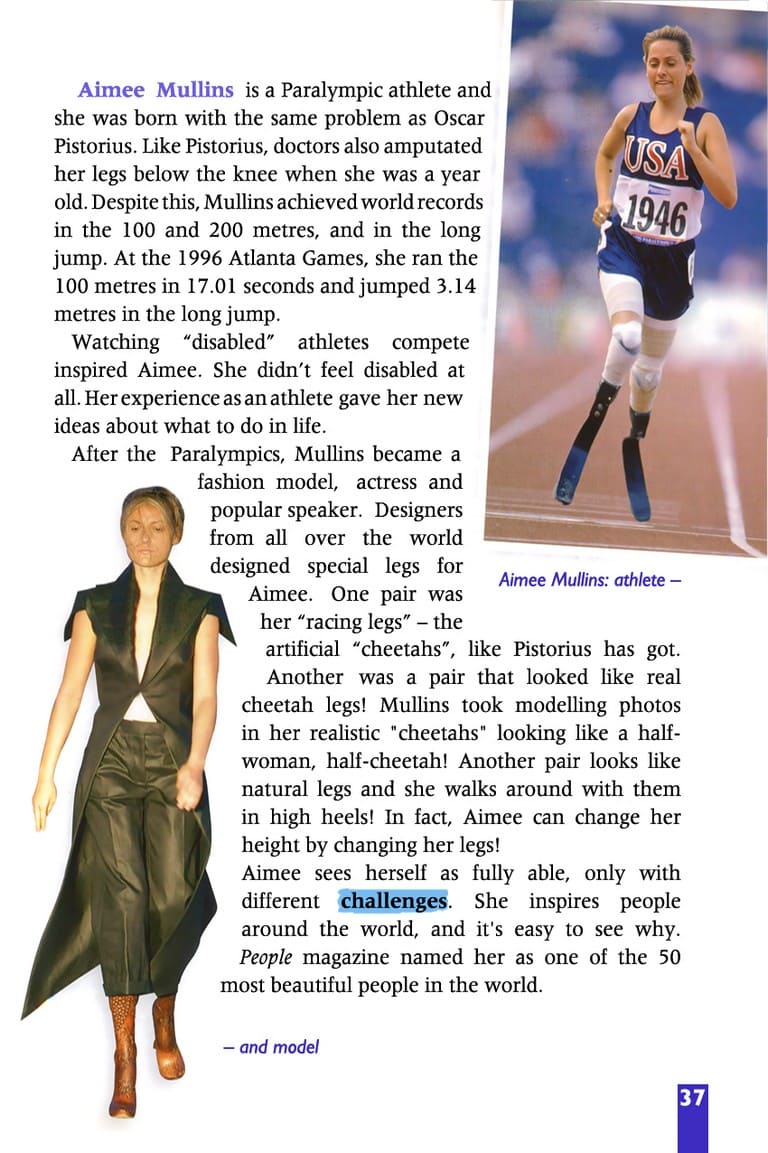 Aimee Mullins is a Paralympic athlete and
she was born with the same problem as Oscar
Pistorius. Like Pistorius, doctors also amputated
her legs below the knee when she was a year
old. Despite this, Mullins achieved world records
in the 100 and 200 metres, and in the long
jump. At the 1996 Atlanta Games, she ran the
100 metres in 17.01 seconds and jumped 3.14
metres in the long jump.
Watching “disabled” athletes compete
inspired Aimee. She didn’t feel disabled at
all. Her experience as an athlete gave her new
ideas about what to do in life.
After the Paralympics, Mullins became a
fashion model, actress and
popular speaker. Designers
from all over the world
designed special legs for
Aimee. One pair was
her “racing legs” – the
artificial “cheetahs”, like Pistorius has got.
Another was a pair that looked like real
cheetah legs! Mullins took modelling photos
in her realistic "cheetahs" looking like a half-
woman, half-cheetah! Another pair looks like
natural legs and she walks around with them
in high heels! In fact, Aimee can change her
height by changing her legs!
Aimee sees herself as fully able, only with
different challenges. She inspires people
around the world, and it's easy to see why.
People magazine named her as one of the 50
most beautiful people in the world.
USA
1946
Aimee Mullins: athlete –
– and model
37